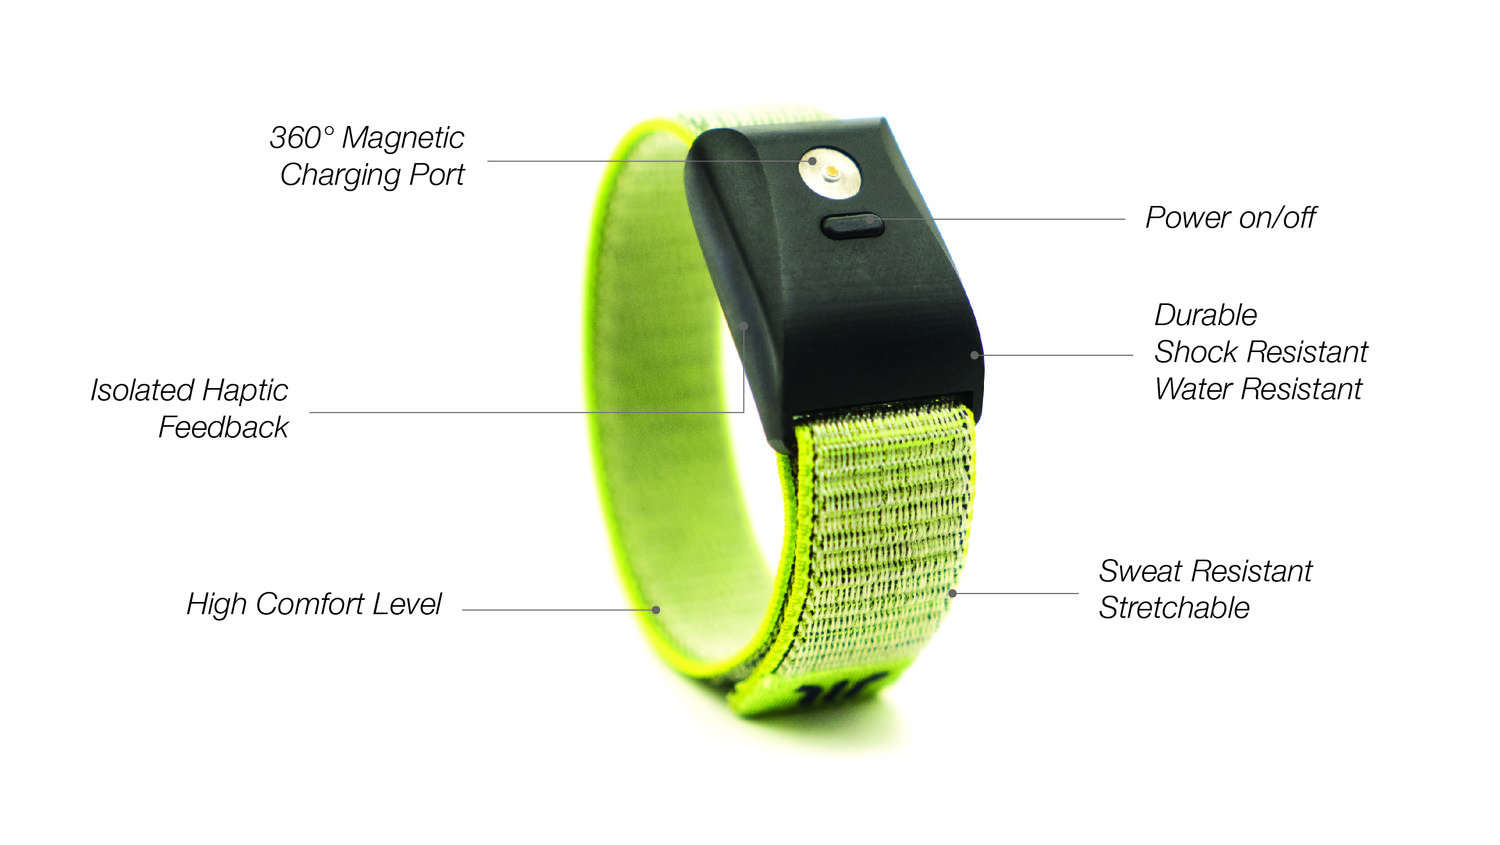 360° Magnetic
Charging Port
Power on/off
Durable
Shock Resistant
Water Resistant
Isolated Haptic
Feedback
Sweat Resistant
Stretchable
High Comfort Level